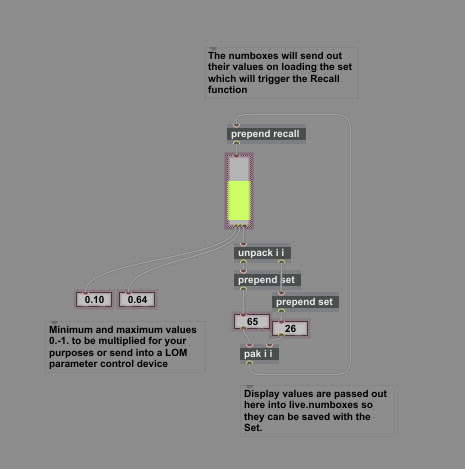 The numboxes will send out
their values on loading the set
which will trigger the Recall
function
prepend recall
unpack i i
prepend set
prepend set
0.10
0.64
65
26
Minimum and maximum values
0.-1. to be multiplied for your
purposes or send into a LOM
parameter control device
pak i i
Display values are passed out
here into live.numboxes so
they can be saved with the
Set.